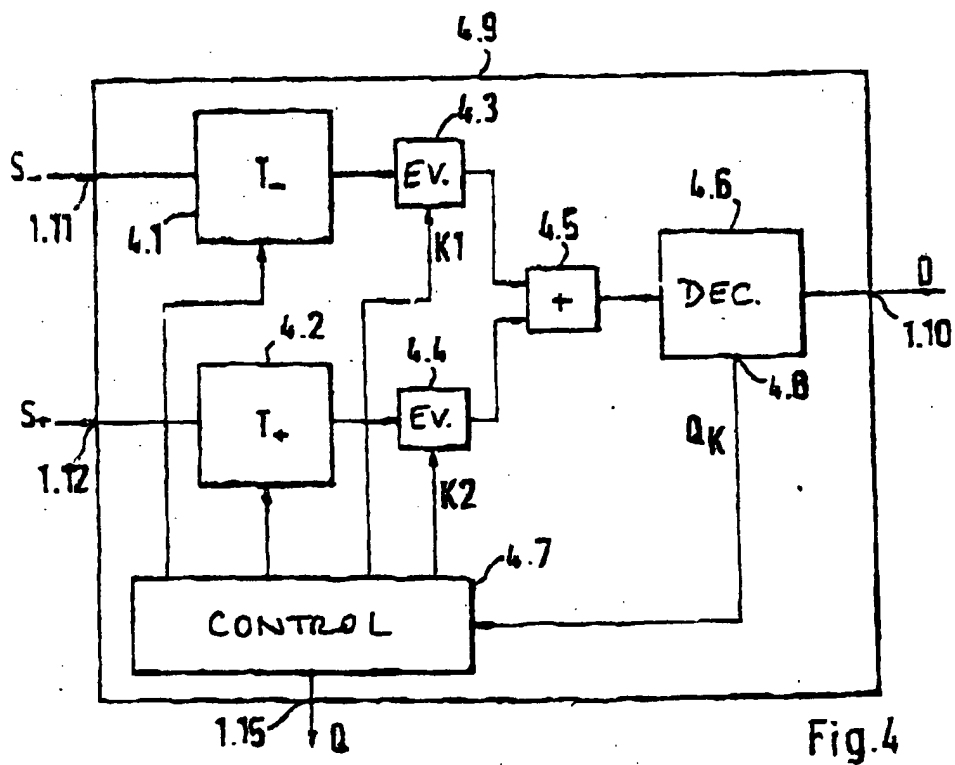 4.9
4.3
S_
T_
EV.
4.6
1.11
4.1
K1
4.5
D
+
DEC.
4.2
1.10
4.4
4.8
S+
T+
EV.
QK
1.12
K2
4.7
CONTROL
1.15
Q
Fig.4